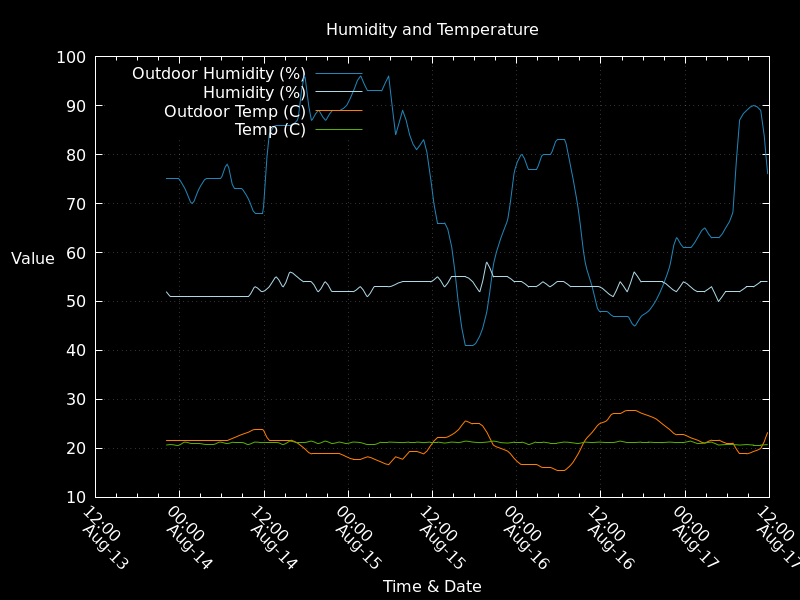 Humidity and Temperature
Outdoor Humidity (%)
Humidity (%)
Outdoor Temp (C)
Temp (C)
100
90
80
70
60
50
40
30
20
10
Value
12:00
Aug-13
00:00
Aug-14
12:00
Aug-14
00:00
Aug-15
12:00
Aug-15
00:00
Aug-16
12:00
Aug-16
00:00
Aug-17
12:00
Aug-17
Time & Date